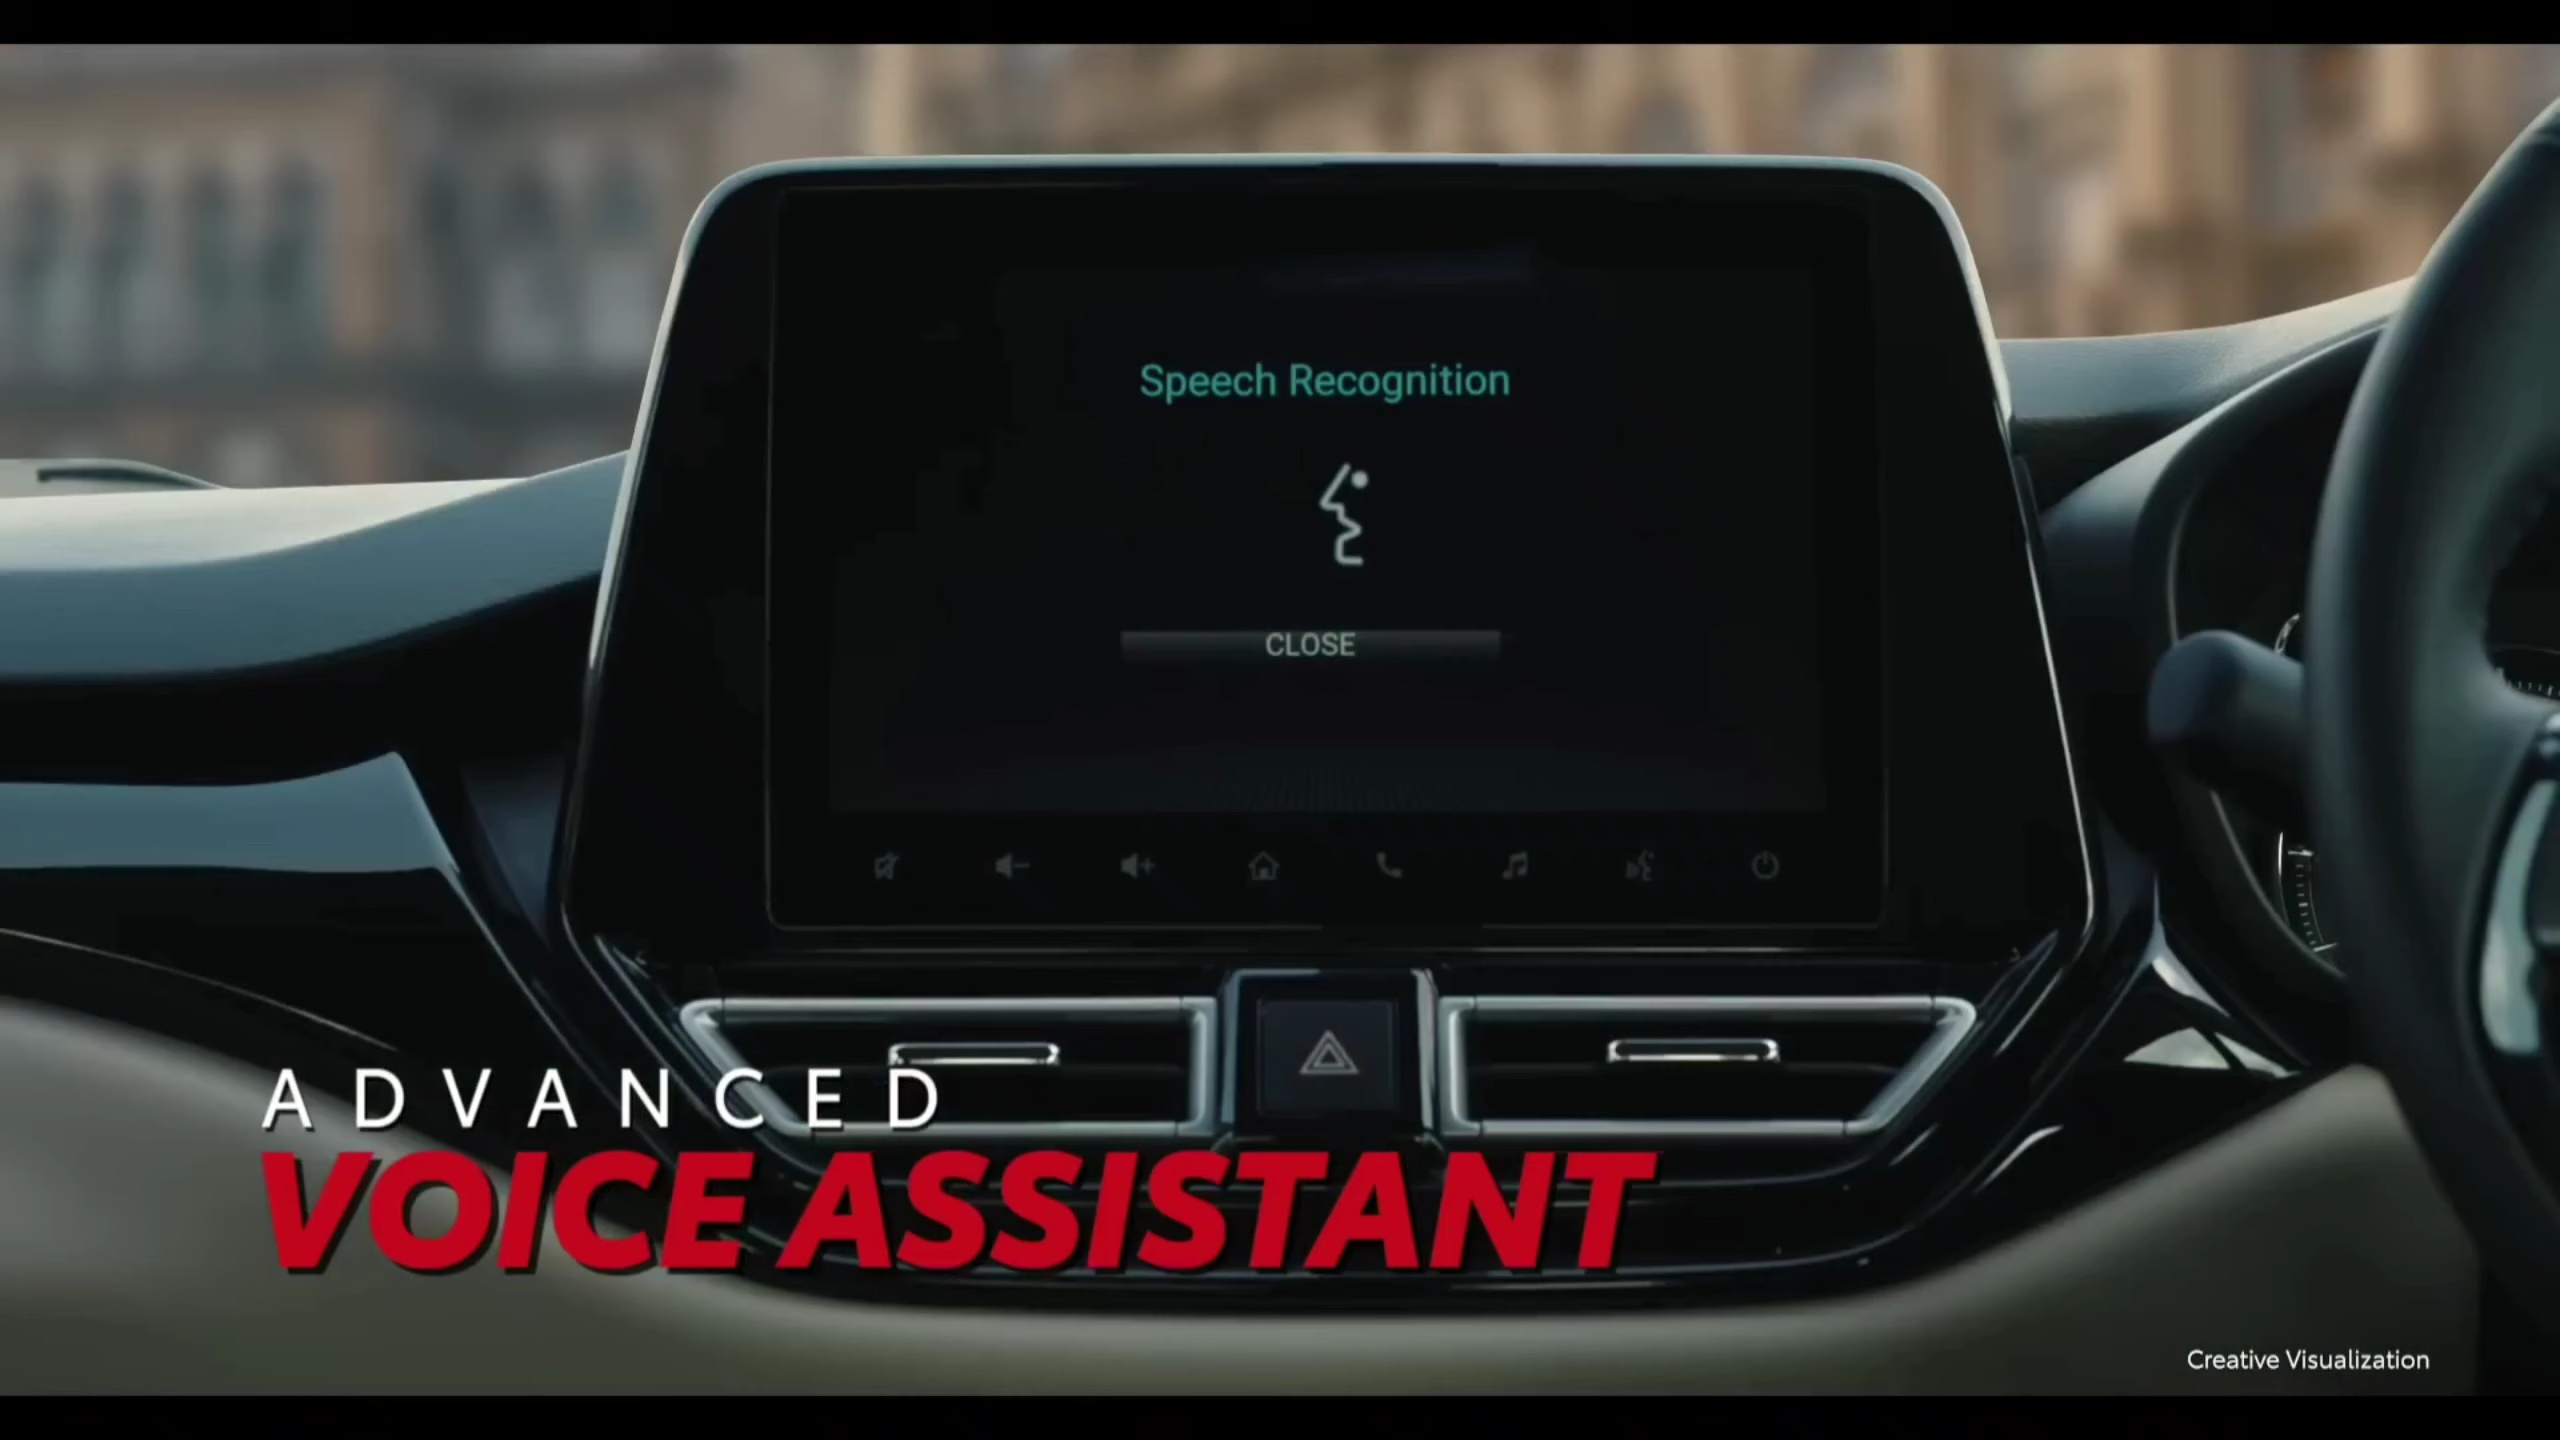 Speech Recognition
CLOSE
ADVANCED
VOICE ASSISTANT
Creative Visualization